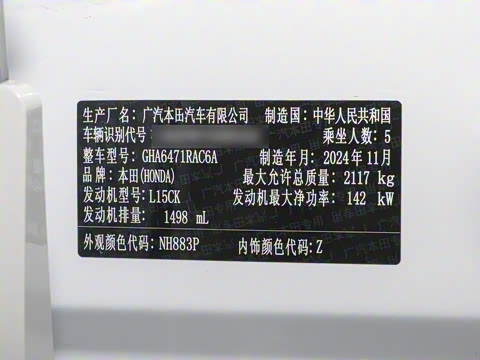 生产厂名：广汽本田汽车有限公司 制造国：中华人民共和国
车辆识别代号： 乘坐人数：5
整车型号：GHA6471RAC6A 制造年月：2024年11月
品牌：本田(HONDA) 最大允许总质量：2117 kg
发动机型号：L15CK 发动机最大净功率：142 kW
发动机排量：1498 mL
外观颜色代码：NH883P 内饰颜色代码：Z